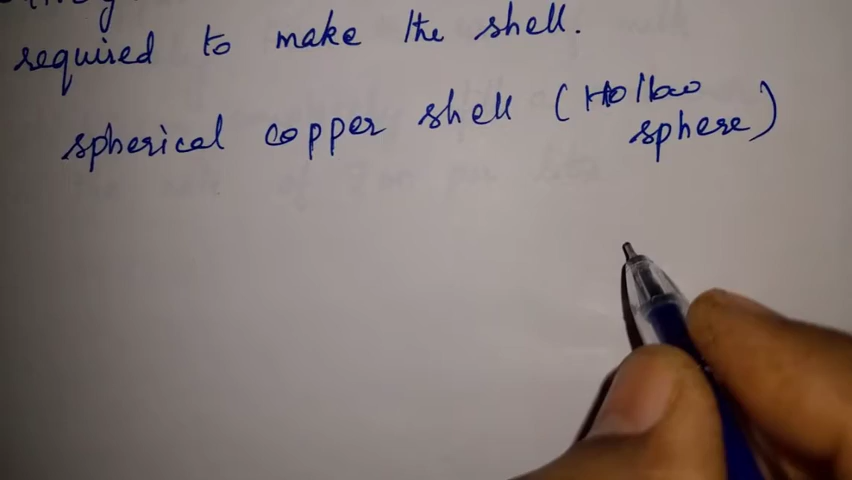 required to make the shell.
spherical copper shell (Hollow
sphere)